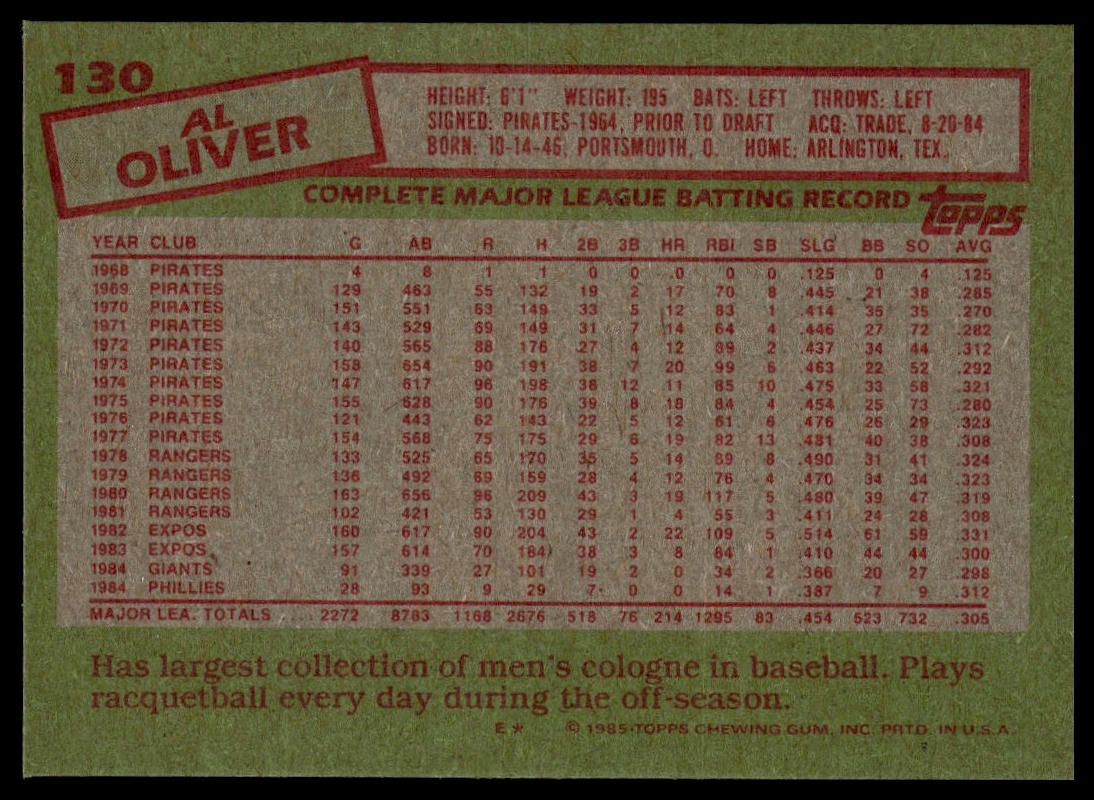 130
AL
OLIVER
HEIGHT: 6'1" WEIGHT: 195 BATS: LEFT THROWS: LEFT
SIGNED: PIRATES-1964, PRIOR TO DRAFT ACQ: TRADE, 8-20-84
BORN: 10-14-46, PORTSMOUTH, O. HOME: ARLINGTON, TEX.
COMPLETE MAJOR LEAGUE BATTING RECORD topps
YEAR CLUB G AB R H 2B 3B HR RBI SB SLG BB SO AVG
1968 PIRATES 4 8 1 1 0 0 0 0 0 .125 0 4 .125
1969 PIRATES 129 463 55 132 19 2 17 70 8 .445 21 38 .285
1970 PIRATES 151 551 63 149 33 5 12 83 1 .414 35 35 .270
1971 PIRATES 143 529 69 149 31 7 14 64 4 .446 27 72 .282
1972 PIRATES 140 565 88 176 27 4 12 89 2 .437 34 44 .312
1973 PIRATES 158 654 90 191 38 7 20 99 6 .463 22 52 .292
1974 PIRATES 147 617 96 198 38 12 11 85 10 .475 33 58 .321
1975 PIRATES 155 628 90 176 39 8 18 84 4 .454 25 73 .280
1976 PIRATES 121 443 62 143 22 5 12 61 6 .476 26 29 .323
1977 PIRATES 154 568 75 175 29 6 19 82 13 .481 40 38 .308
1978 RANGERS 133 525 65 170 35 5 14 89 8 .490 31 41 .324
1979 RANGERS 136 492 69 159 28 4 12 76 4 .470 34 34 .323
1980 RANGERS 163 656 96 209 43 3 19 117 5 .480 39 47 .319
1981 RANGERS 102 421 53 130 29 1 4 55 3 .411 24 28 .308
1982 EXPOS 160 617 90 204 43 2 22 109 5 .514 61 59 .331
1983 EXPOS 157 614 70 184 38 3 8 84 1 .410 44 44 .300
1984 GIANTS 91 339 27 101 19 2 0 34 2 .366 20 27 .298
1984 PHILLIES 28 93 9 29 7 0 0 14 1 .387 7 9 .312
MAJOR LEA. TOTALS .... 2272 8783 1168 2676 518 76 214 1295 83 .454 523 732 .305
Has largest collection of men's cologne in baseball. Plays
racquetball every day during the off-season.
E* © 1985 TOPPS CHEWING GUM, INC. PRTD. IN U.S.A.